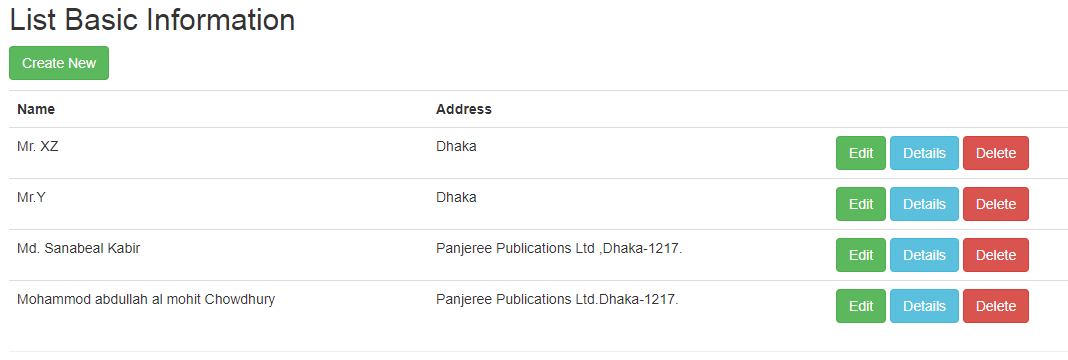 List Basic Information
Create New
Name Address
Mr. XZ Dhaka Edit Details Delete
Mr.Y Dhaka Edit Details Delete
Md. Sanabeal Kabir Panjeree Publications Ltd ,Dhaka-1217. Edit Details Delete
Mohammod abdullah al mohit Chowdhury Panjeree Publications Ltd.Dhaka-1217. Edit Details Delete